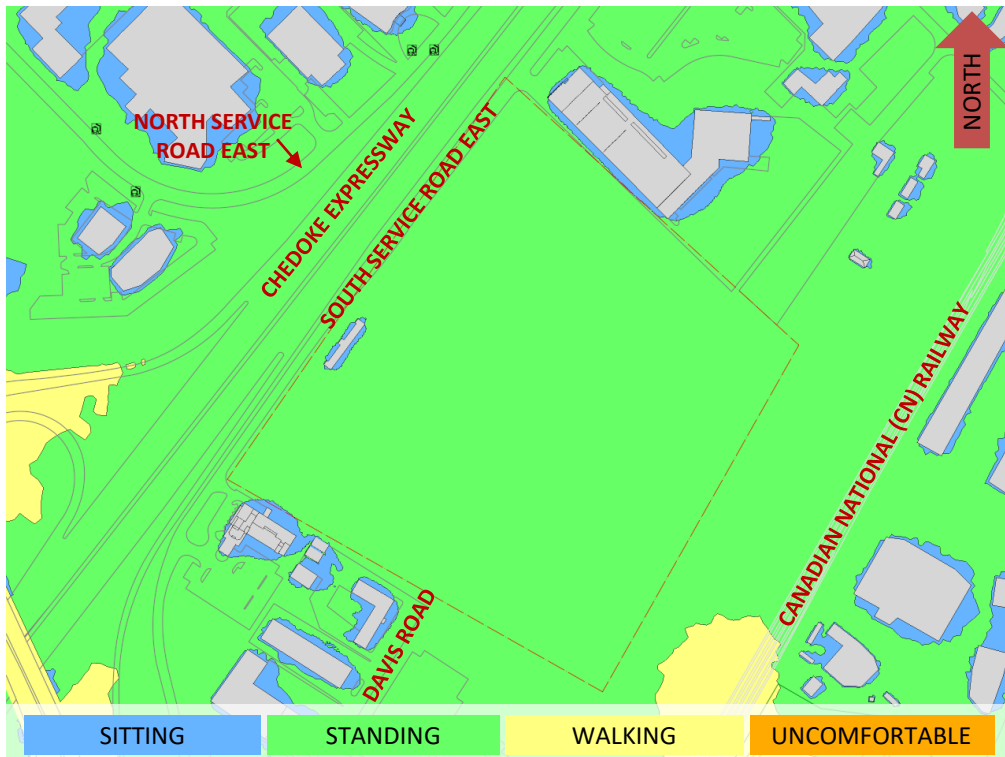 NORTH
NORTH SERVICE
ROAD EAST
CHEDOKE EXPRESSWAY
SOUTH SERVICE ROAD EAST
CANADIAN NATIONAL (CN) RAILWAY
DAVIS ROAD
SITTING
STANDING
WALKING
UNCOMFORTABLE